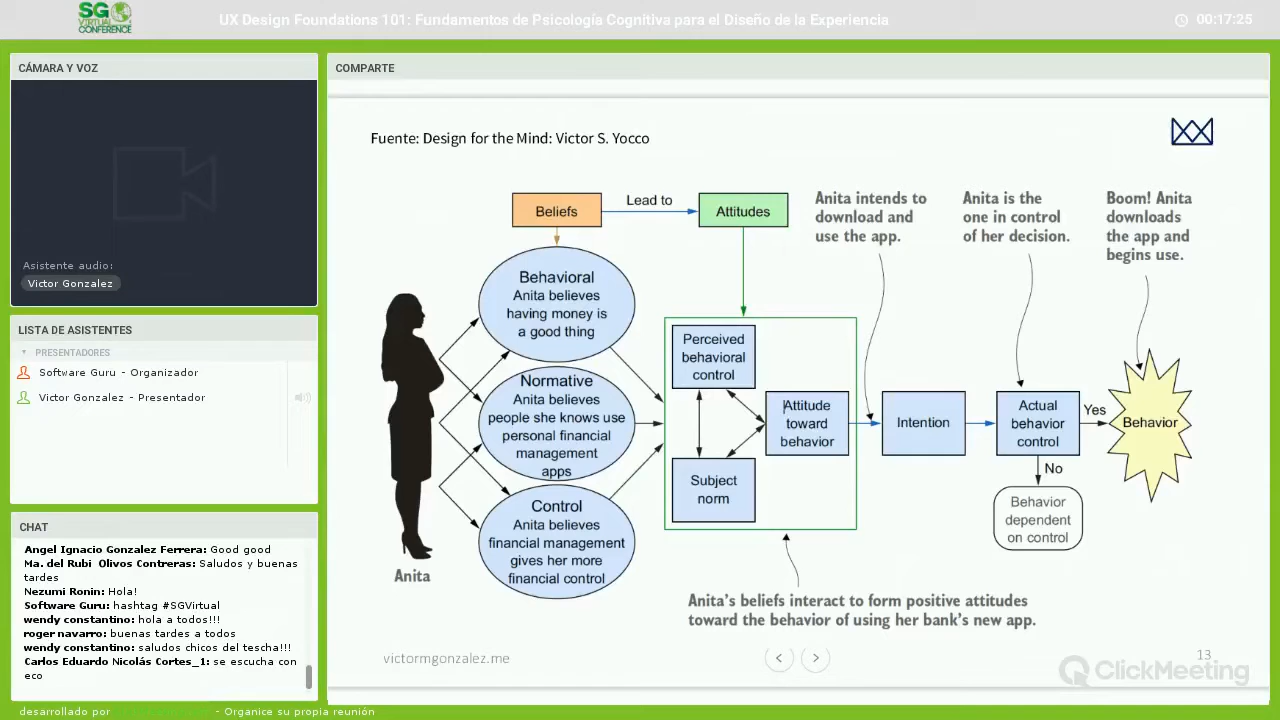 SG
VIRTUAL
CONFERENCE
UX Design Foundations 101: Fundamentos de Psicología Cognitiva para el Diseño de la Experiencia
00:17:25
CÁMARA Y VOZ
Asistente audio:
Victor Gonzalez
LISTA DE ASISTENTES
PRESENTADORES
Software Guru - Organizador
Victor Gonzalez - Presentador
CHAT
Angel Ignacio Gonzalez Ferrera: Good good
Ma. del Rubi Olivos Contreras: Saludos y buenas
tardes
Nezumi Ronin: Hola!
Software Guru: hashtag #SGVirtual
wendy constantino: hola a todos!!!
roger navarro: buenas tardes a todos
wendy constantino: saludos chicos del tescha!!!
Carlos Eduardo Nicolás Cortes_1: se escucha con
eco
COMPARTE
Fuente: Design for the Mind: Victor S. Yocco
Beliefs
Lead to
Attitudes
Anita intends to
download and
use the app.
Anita is the
one in control
of her decision.
Boom! Anita
downloads
the app and
begins use.
Behavioral
Anita believes
having money is
a good thing
Normative
Anita believes
people she knows use
personal financial
management
apps
Control
Anita believes
financial management
gives her more
financial control
Anita
Perceived
behavioral
control
Attitude
toward
behavior
Subject
norm
Intention
Actual
behavior
control
Yes
Behavior
No
Behavior
dependent
on control
Anita's beliefs interact to form positive attitudes
toward the behavior of using her bank's new app.
victormgonzalez.me
13
ClickMeeting
desarrollado por
- Organice su propia reunión